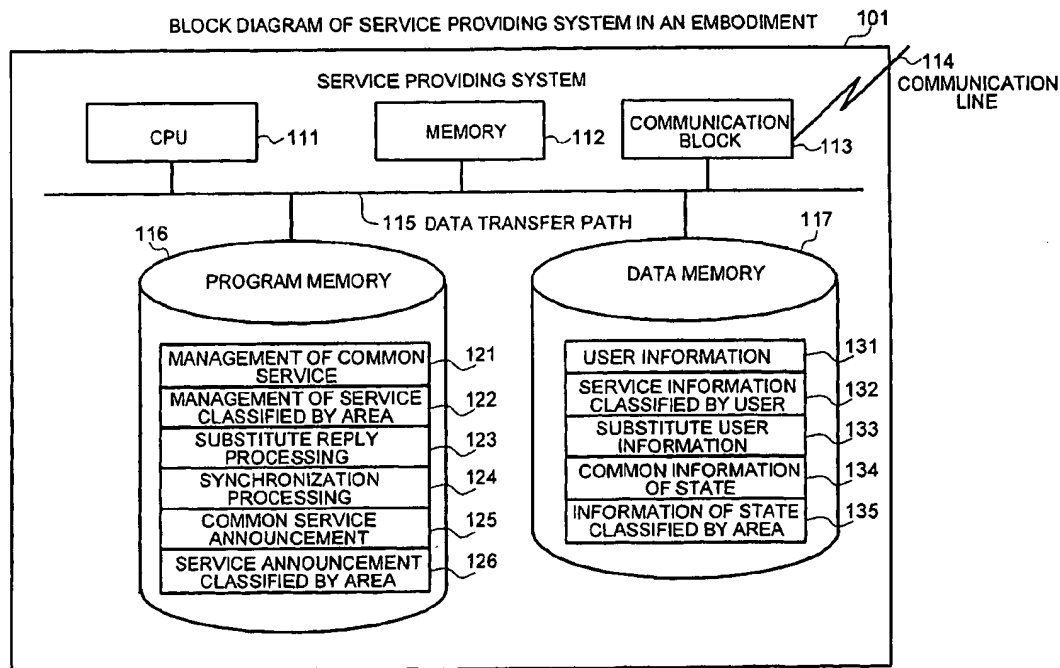 BLOCK DIAGRAM OF SERVICE PROVIDING SYSTEM IN AN EMBODIMENT
101
114
COMMUNICATION
LINE
SERVICE PROVIDING SYSTEM
CPU
111
MEMORY
112
COMMUNICATION
BLOCK
113
115 DATA TRANSFER PATH
116
PROGRAM MEMORY
117
DATA MEMORY
MANAGEMENT OF COMMON
SERVICE
121
MANAGEMENT OF SERVICE
CLASSIFIED BY AREA
122
SUBSTITUTE REPLY
PROCESSING
123
SYNCHRONIZATION
PROCESSING
124
COMMON SERVICE
ANNOUNCEMENT
125
SERVICE ANNOUNCEMENT
CLASSIFIED BY AREA
126
USER INFORMATION
131
SERVICE INFORMATION
CLASSIFIED BY USER
132
SUBSTITUTE USER
INFORMATION
133
COMMON INFORMATION
OF STATE
134
INFORMATION OF STATE
CLASSIFIED BY AREA
135